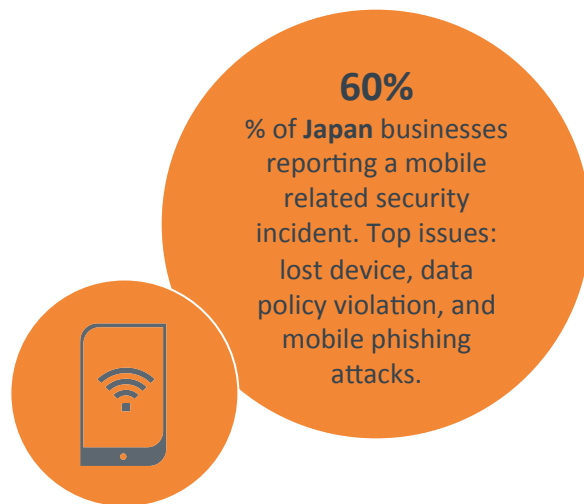 60%
% of Japan businesses
reporting a mobile
related security
incident. Top issues:
lost device, data
policy violation, and
mobile phishing
attacks.